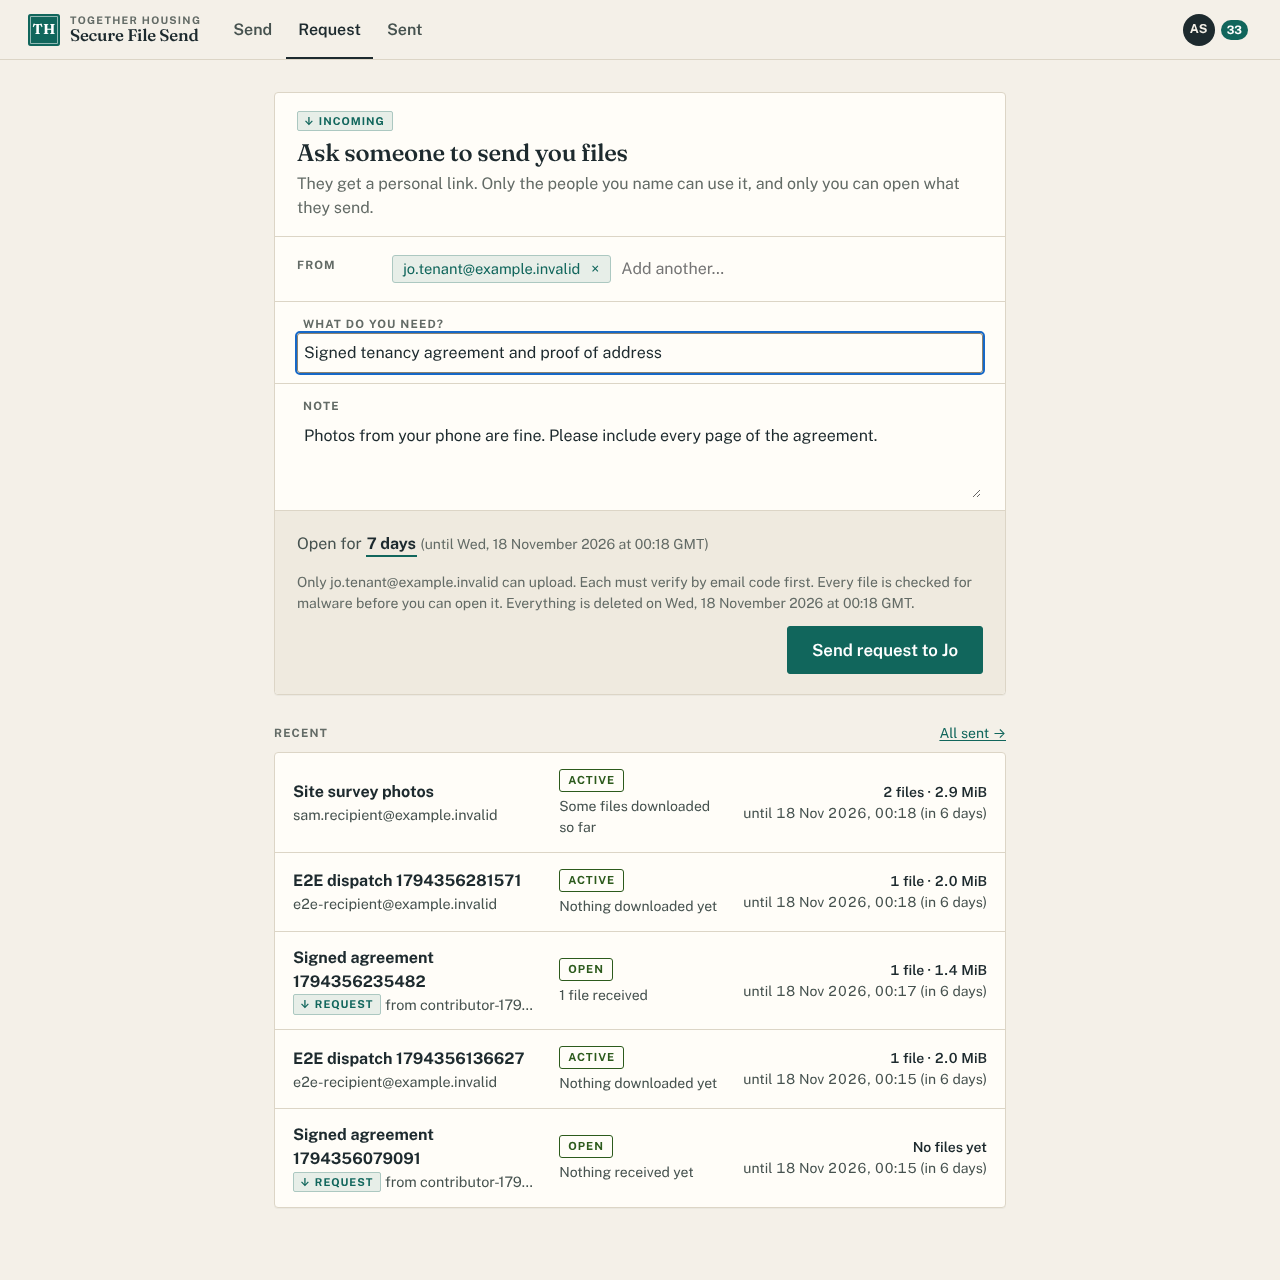 TH
TOGETHER HOUSING
Secure File Send
Send
Request
Sent
AS
33
↓ INCOMING
Ask someone to send you files
They get a personal link. Only the people you name can use it, and only you can open what
they send.
FROM
jo.tenant@example.invalid ×
Add another...
WHAT DO YOU NEED?
Signed tenancy agreement and proof of address
NOTE
Photos from your phone are fine. Please include every page of the agreement.
Open for 7 days (until Wed, 18 November 2026 at 00:18 GMT)
Only jo.tenant@example.invalid can upload. Each must verify by email code first. Every file is checked for
malware before you can open it. Everything is deleted on Wed, 18 November 2026 at 00:18 GMT.
Send request to Jo
RECENT
All sent →
Site survey photos
sam.recipient@example.invalid
ACTIVE
Some files downloaded
so far
2 files · 2.9 MiB
until 18 Nov 2026, 00:18 (in 6 days)
E2E dispatch 1794356281571
e2e-recipient@example.invalid
ACTIVE
Nothing downloaded yet
1 file · 2.0 MiB
until 18 Nov 2026, 00:18 (in 6 days)
Signed agreement
1794356235482
↓ REQUEST from contributor-179...
OPEN
1 file received
1 file · 1.4 MiB
until 18 Nov 2026, 00:17 (in 6 days)
E2E dispatch 1794356136627
e2e-recipient@example.invalid
ACTIVE
Nothing downloaded yet
1 file · 2.0 MiB
until 18 Nov 2026, 00:15 (in 6 days)
Signed agreement
1794356079091
↓ REQUEST from contributor-179...
OPEN
Nothing received yet
No files yet
until 18 Nov 2026, 00:15 (in 6 days)